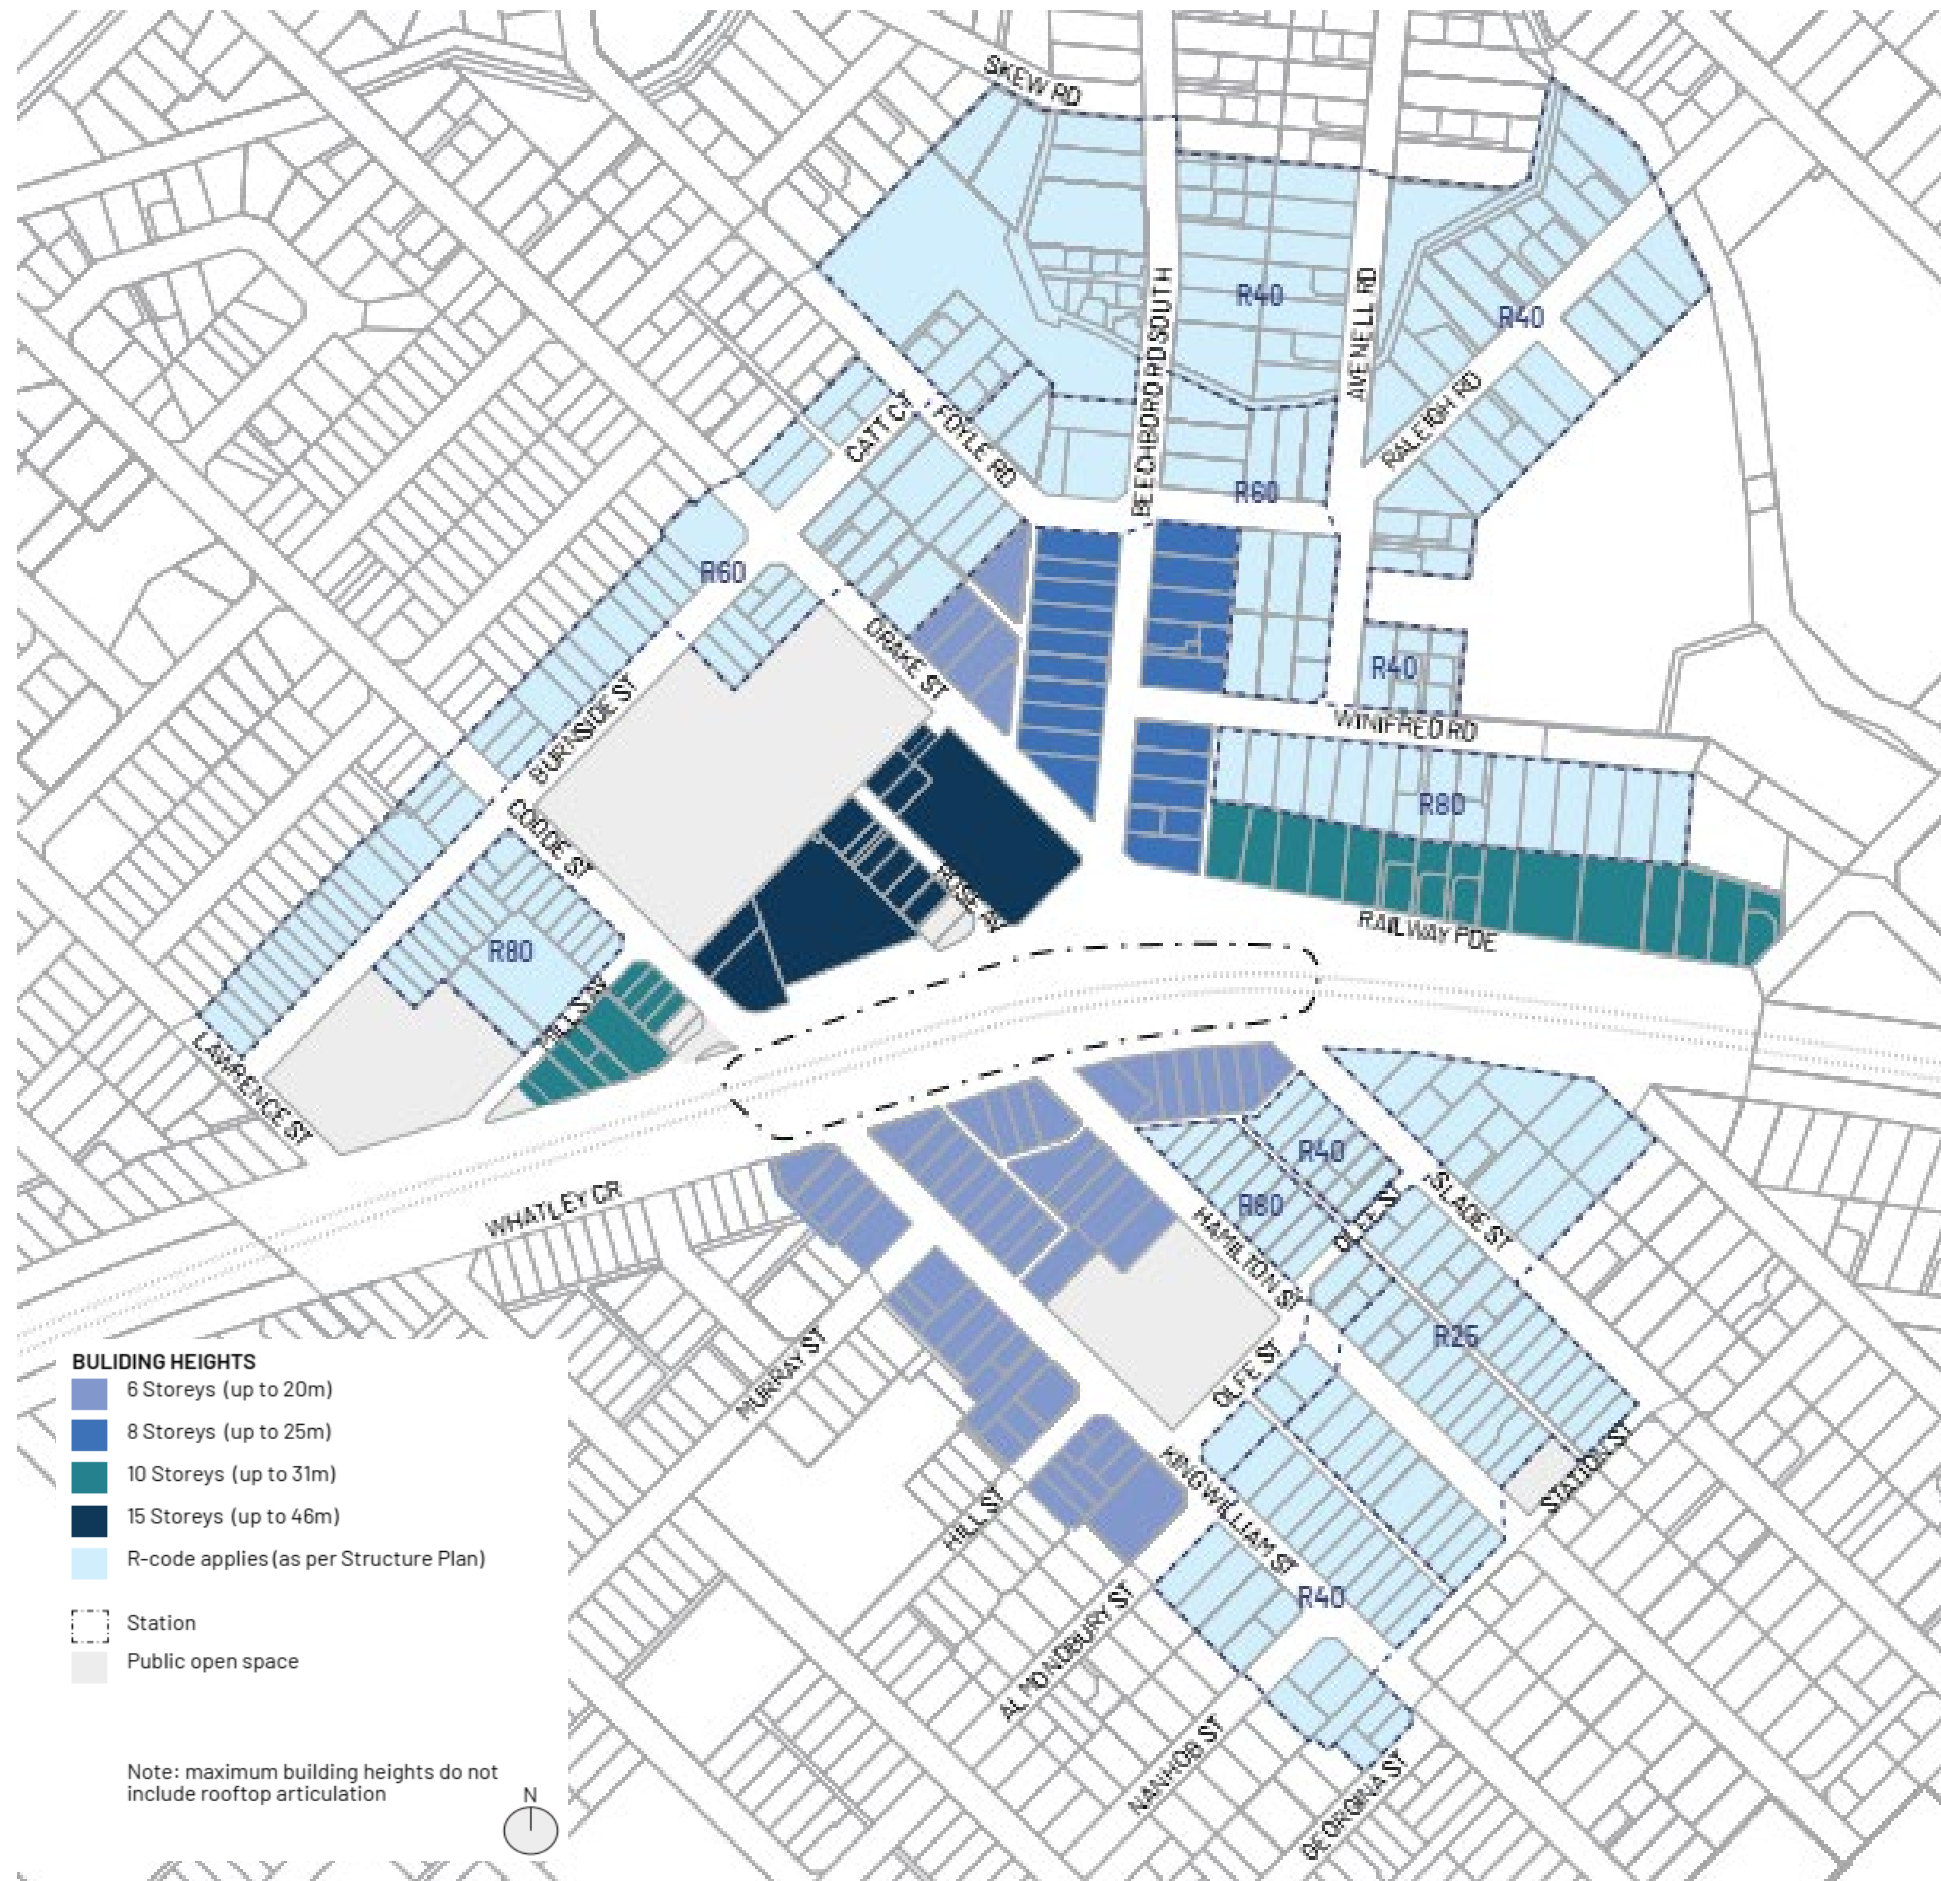 SKEW RD
R40
BEECHBORO RD SOUTH
AVENELL RD
R40
RALEIGH RD
CATT CT
FOYLE RD
R60
R60
DRAKE ST
R40
BURNSIDE ST
WINIFRED RD
R80
COODE ST
ROSE AV
RAILWAY PDE
R80
LAWRENCE ST
WHATLEY CR
R40
R80
SLADE ST
HAMILTON ST
R25
MURRAY ST
OLFE ST
STATION ST
KING WILLIAM ST
HILL ST
R40
ALMONDBURY ST
GEORGINA ST
BULIDING HEIGHTS
6 Storeys (up to 20m)
8 Storeys (up to 25m)
10 Storeys (up to 31m)
15 Storeys (up to 46m)
R-code applies (as per Structure Plan)
Station
Public open space
Note: maximum building heights do not
include rooftop articulation
N